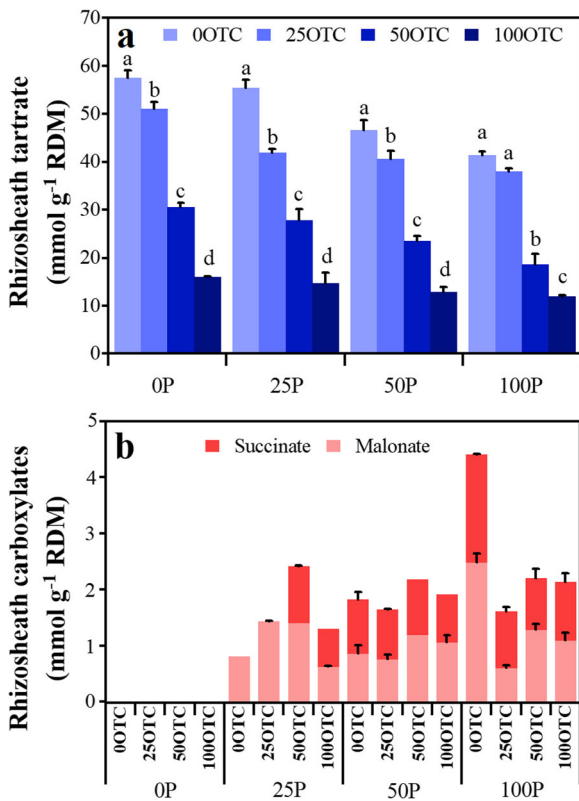 a
0OTC 25OTC 50OTC 100OTC
Rhizosheath tartrate
(mmol g-1 RDM)
70
60
50
40
30
20
10
0
a b c d
a b c d
a b c d
a a b c
0P 25P 50P 100P
b
Succinate Malonate
Rhizosheath carboxylates
(mmol g-1 RDM)
5
4
3
2
1
0
0OTC 25OTC 50OTC 100OTC 0OTC 25OTC 50OTC 100OTC 0OTC 25OTC 50OTC 100OTC 0OTC 25OTC 50OTC 100OTC
0P 25P 50P 100P